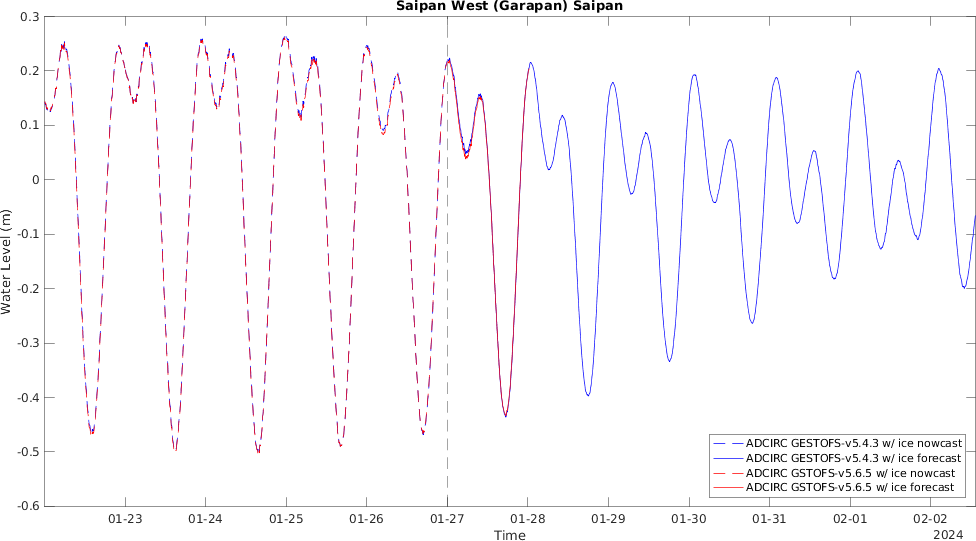 Saipan West (Garapan) Saipan
0.3
0.2
0.1
0
-0.1
-0.2
-0.3
-0.4
-0.5
-0.6
Water Level (m)
ADCIRC GESTOFS-v5.4.3 w/ ice nowcast
ADCIRC GESTOFS-v5.4.3 w/ ice forecast
ADCIRC GSTOFS-v5.6.5 w/ ice nowcast
ADCIRC GSTOFS-v5.6.5 w/ ice forecast
01-23 01-24 01-25 01-26 01-27 01-28 01-29 01-30 01-31 02-01 02-02
2024
Time